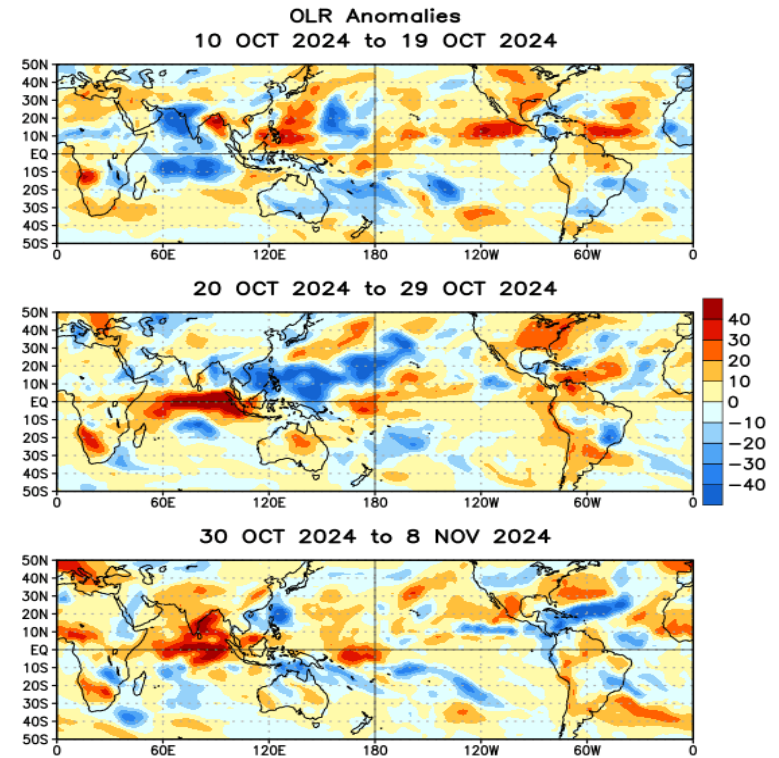 OLR Anomalies
10 OCT 2024 to 19 OCT 2024
50N
40N
30N
20N
10N
EQ
10S
20S
30S
40S
50S
0 60E 120E 180 120W 60W 0
20 OCT 2024 to 29 OCT 2024
50N
40N
30N
20N
10N
EQ
10S
20S
30S
40S
50S
0 60E 120E 180 120W 60W 0
40
30
20
10
0
-10
-20
-30
-40
30 OCT 2024 to 8 NOV 2024
50N
40N
30N
20N
10N
EQ
10S
20S
30S
40S
50S
0 60E 120E 180 120W 60W 0